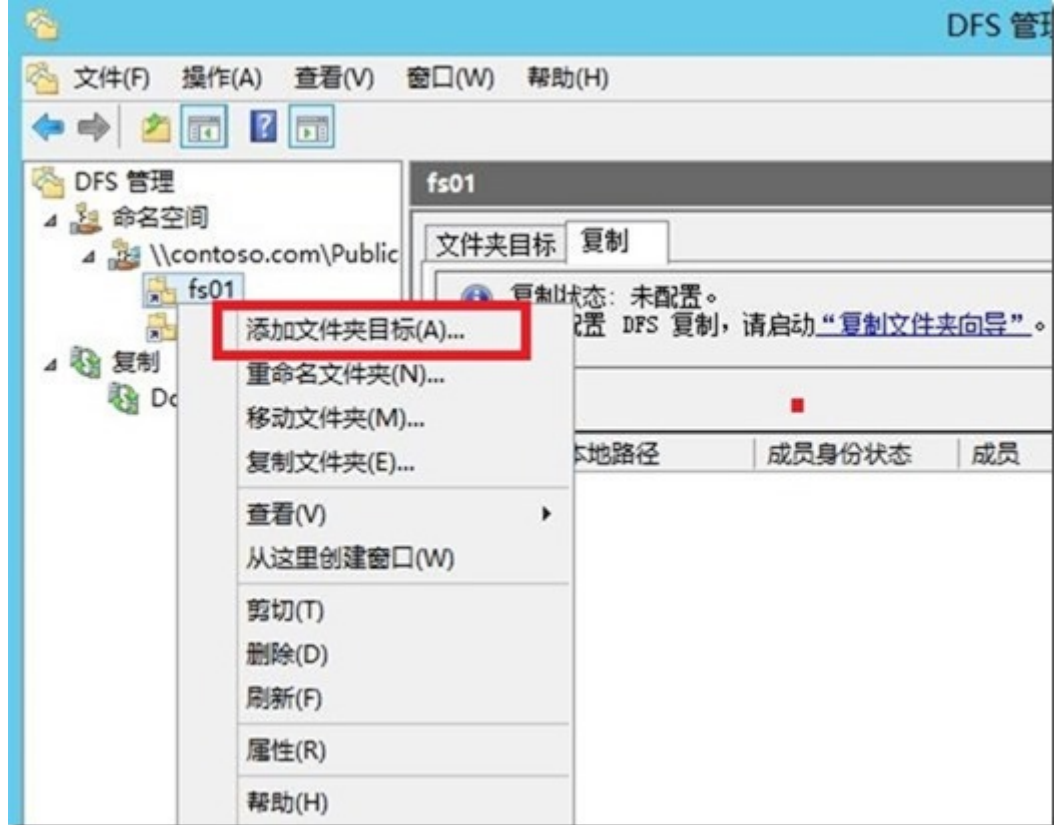 DFS 管理
文件(F) 操作(A) 查看(V) 窗口(W) 帮助(H)
DFS 管理
命名空间
\\contoso.com\Public
fs01
复制
fs01
文件夹目标 复制
复制状态: 未配置。
配置 DFS 复制,请启动“复制文件夹向导”。
本地路径 成员身份状态 成员
添加文件夹目标(A)...
重命名文件夹(N)...
移动文件夹(M)...
复制文件夹(E)...
查看(V)
从这里创建窗口(W)
剪切(T)
删除(D)
刷新(F)
属性(R)
帮助(H)